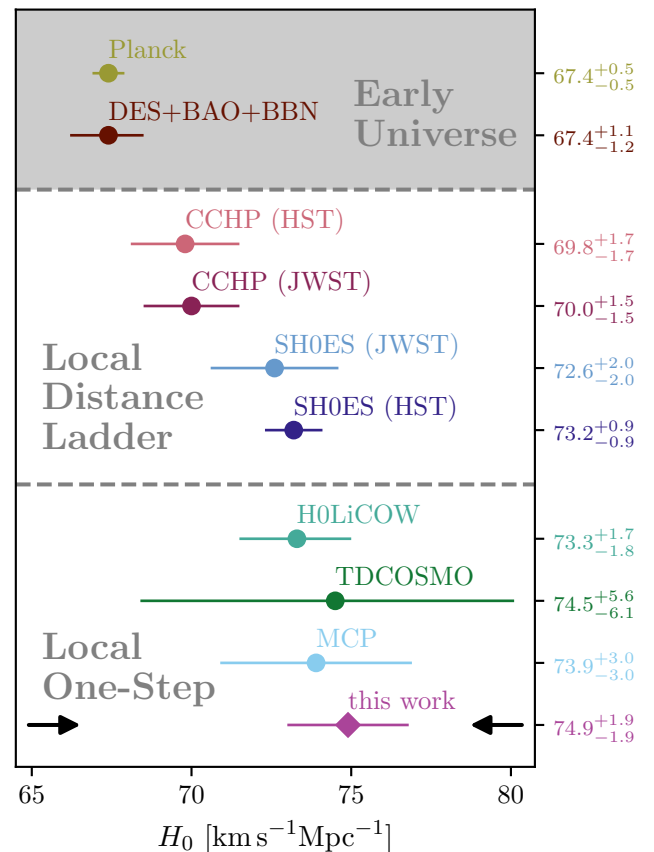 Planck
67.4+0.5−0.5
DES+BAO+BBN
67.4+1.1−1.2
Early
Universe
CCHP (HST)
69.8+1.7−1.7
CCHP (JWST)
70.0+1.5−1.5
SH0ES (JWST)
72.6+2.0−2.0
SH0ES (HST)
73.2+0.9−0.9
Local
Distance
Ladder
H0LiCOW
73.3+1.7−1.8
TDCOSMO
74.5+5.6−6.1
MCP
73.9+3.0−3.0
Local
One-Step
this work
74.9+1.9−1.9
65 70 75 80
H0 [km s−1Mpc−1]